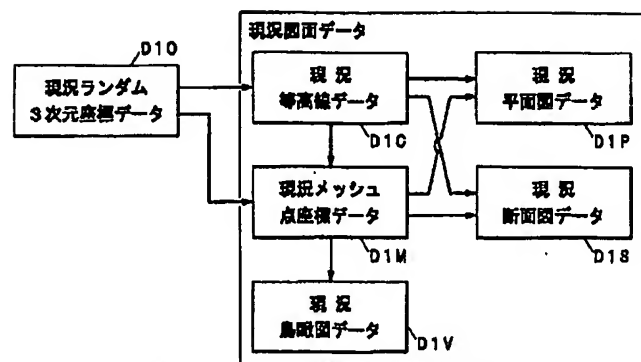 D10
現況ランダム
3次元座標データ
現況図面データ
現 況
等高線データ
D1C
現 況
平面図データ
D1P
現況メッシュ
点座標データ
D1M
現 況
断面図データ
D1S
現 況
鳥瞰図データ
D1V